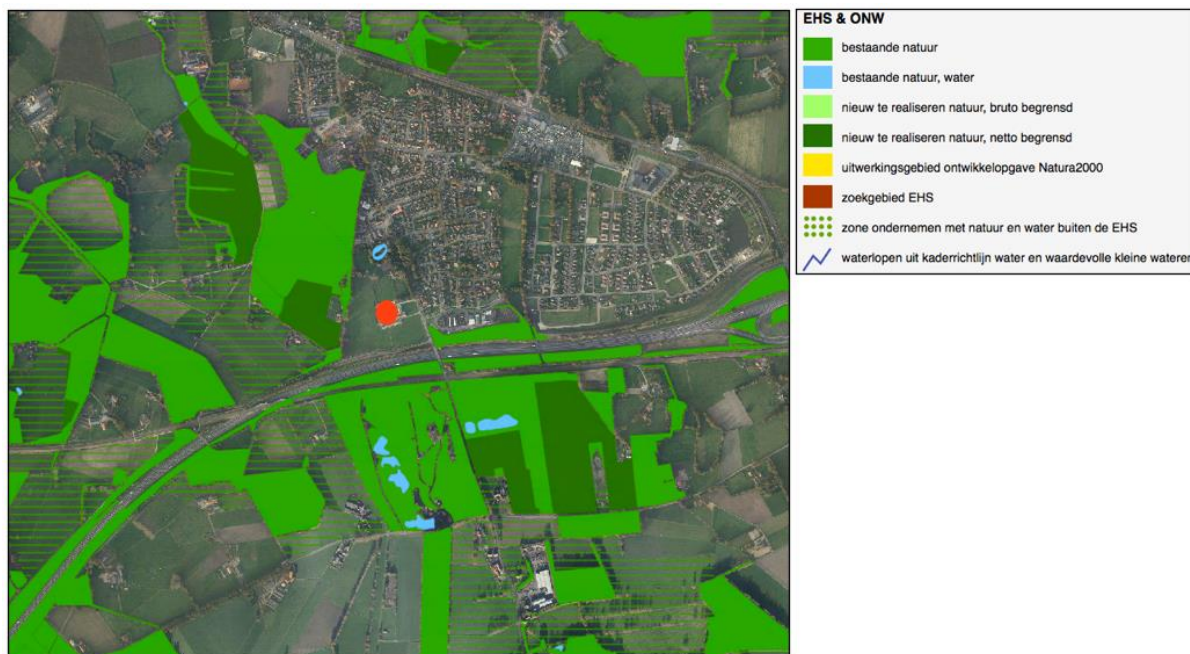 EHS & ONW
bestaande natuur
bestaande natuur, water
nieuw te realiseren natuur, bruto begrensd
nieuw te realiseren natuur, netto begrensd
uitwerkingsgebied ontwikkelopgave Natura2000
zoekgebied EHS
zone ondernemen met natuur en water buiten de EHS
waterlopen uit kaderrichtlijn water en waardevolle kleine wateren